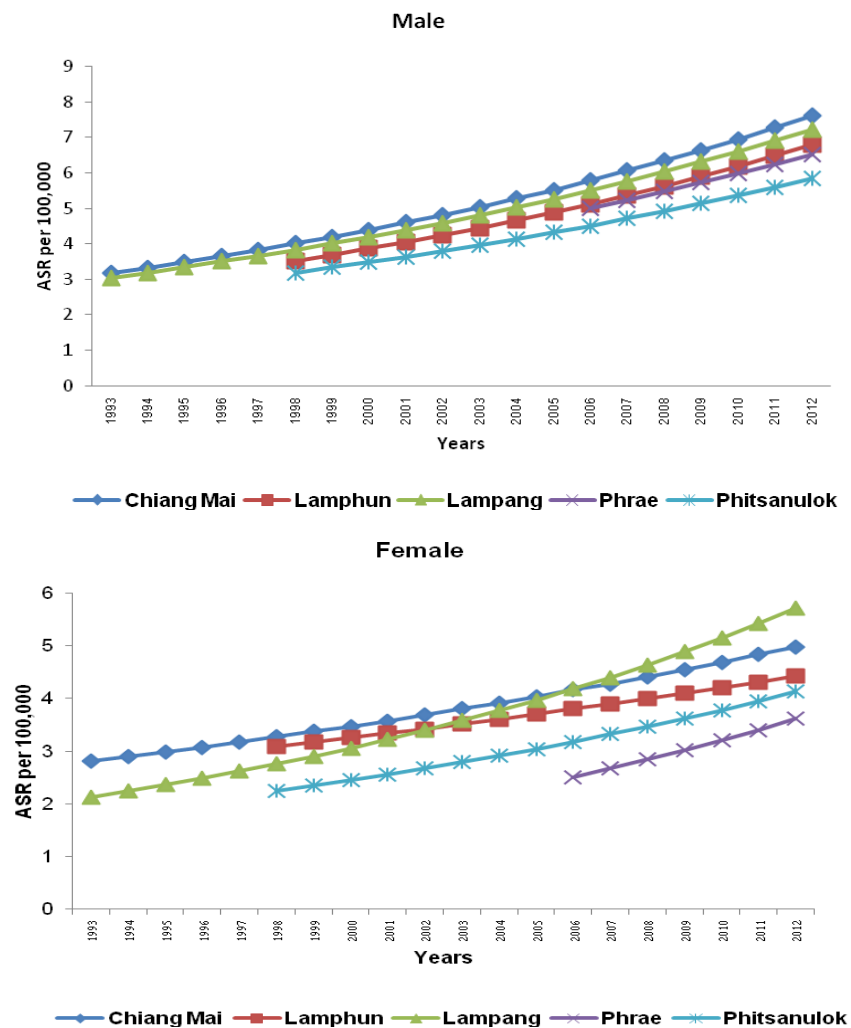 Male
ASR per 100,000
9
8
7
6
5
4
3
2
1
0
1993 1994 1995 1996 1997 1998 1999 20000 2001 2002 2003 2004 2005 2006 2007 2008 2009 2010 2011 2012
Years
Chiang Mai Lamphun Lampang Phrae Phitsanulok
Female
ASR per 100,000
6
5
4
3
2
1
0
1993 1994 1995 1996 1997 1998 1999 2000 2001 2002 2003 2004 2005 2006 2007 2008 2009 2010 2011 2012
Years
Chiang Mai Lamphun Lampang Phrae Phitsanulok